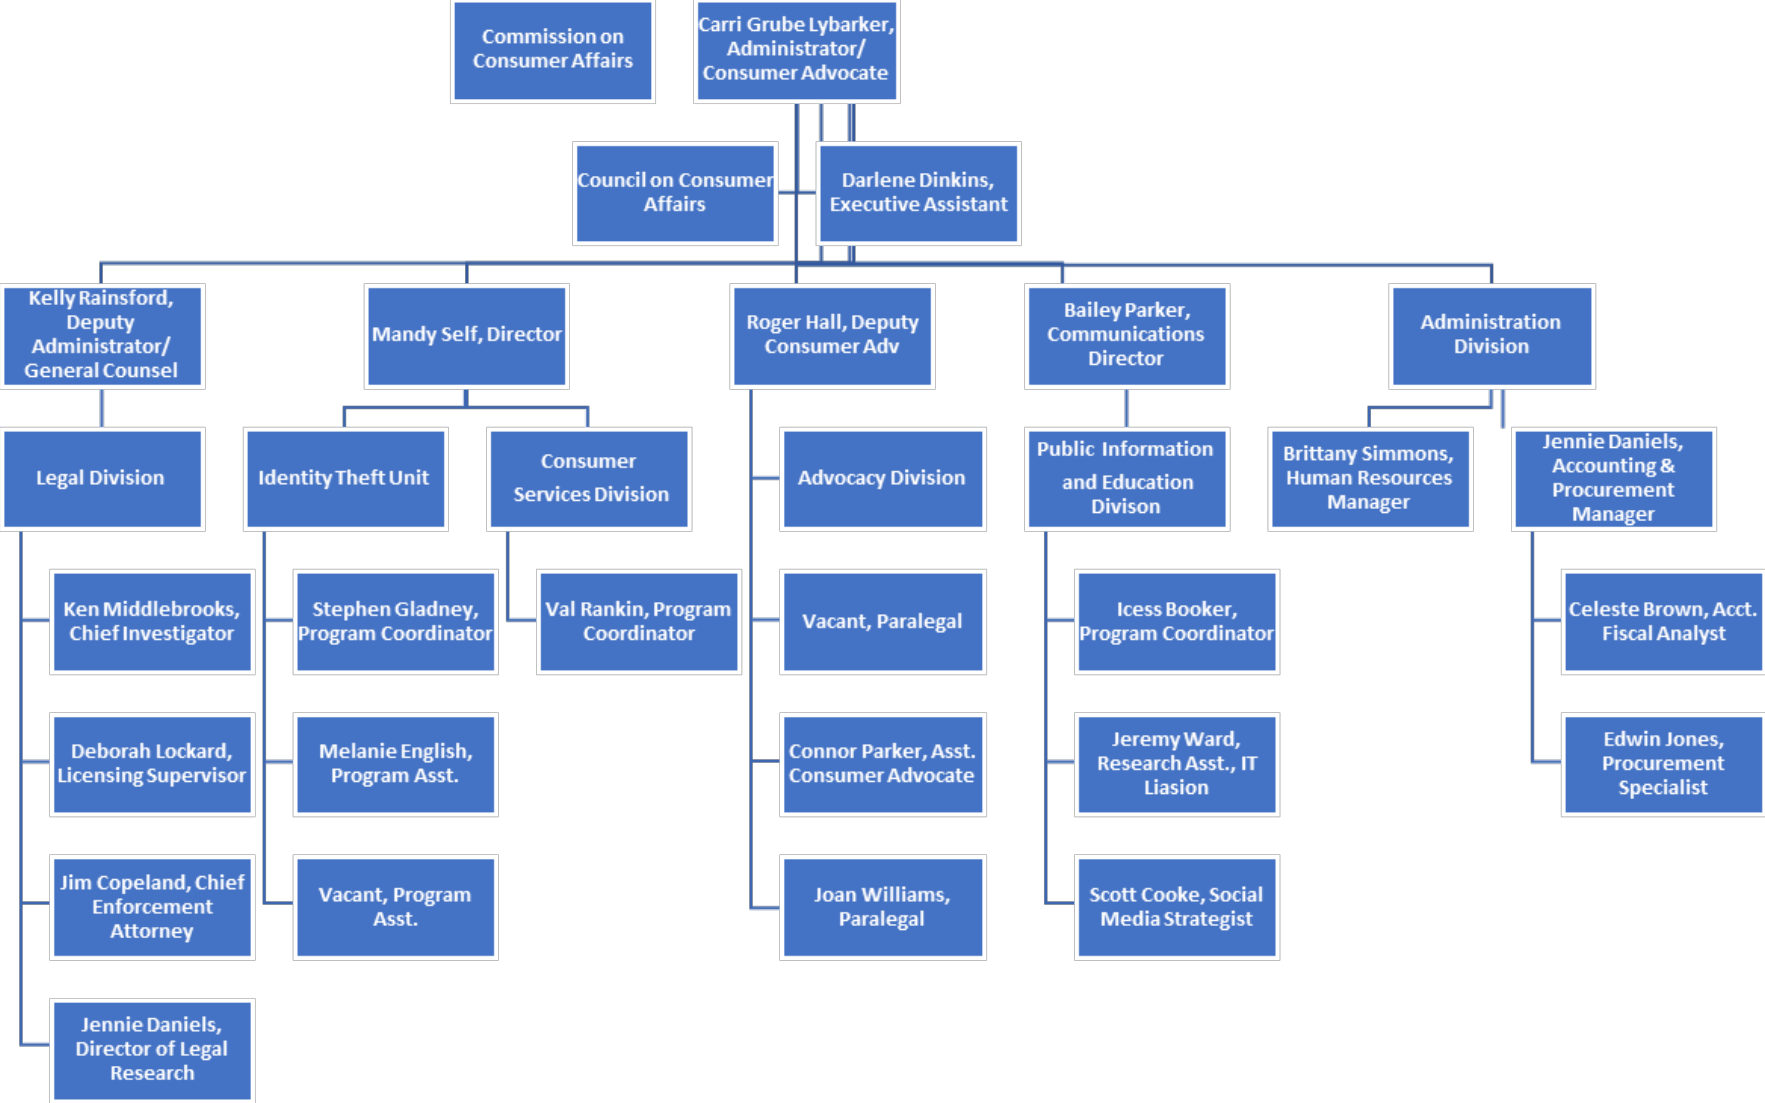 Commission on
Consumer Affairs
Carri Grube Lybarker,
Administrator/
Consumer Advocate
Council on Consumer
Affairs
Darlene Dinkins,
Executive Assistant
Kelly Rainsford,
Deputy
Administrator/
General Counsel
Mandy Self, Director
Roger Hall, Deputy
Consumer Adv
Bailey Parker,
Communications
Director
Administration
Division
Legal Division
Identity Theft Unit
Consumer
Services Division
Advocacy Division
Public Information
and Education
Divison
Brittany Simmons,
Human Resources
Manager
Jennie Daniels,
Accounting &
Procurement
Manager
Ken Middlebrooks,
Chief Investigator
Stephen Gladney,
Program Coordinator
Val Rankin, Program
Coordinator
Vacant, Paralegal
Icess Booker,
Program Coordinator
Celeste Brown, Acct.
Fiscal Analyst
Deborah Lockard,
Licensing Supervisor
Melanie English,
Program Asst.
Connor Parker, Asst.
Consumer Advocate
Jeremy Ward,
Research Asst., IT
Liasion
Edwin Jones,
Procurement
Specialist
Jim Copeland, Chief
Enforcement
Attorney
Vacant, Program
Asst.
Joan Williams,
Paralegal
Scott Cooke, Social
Media Strategist
Jennie Daniels,
Director of Legal
Research